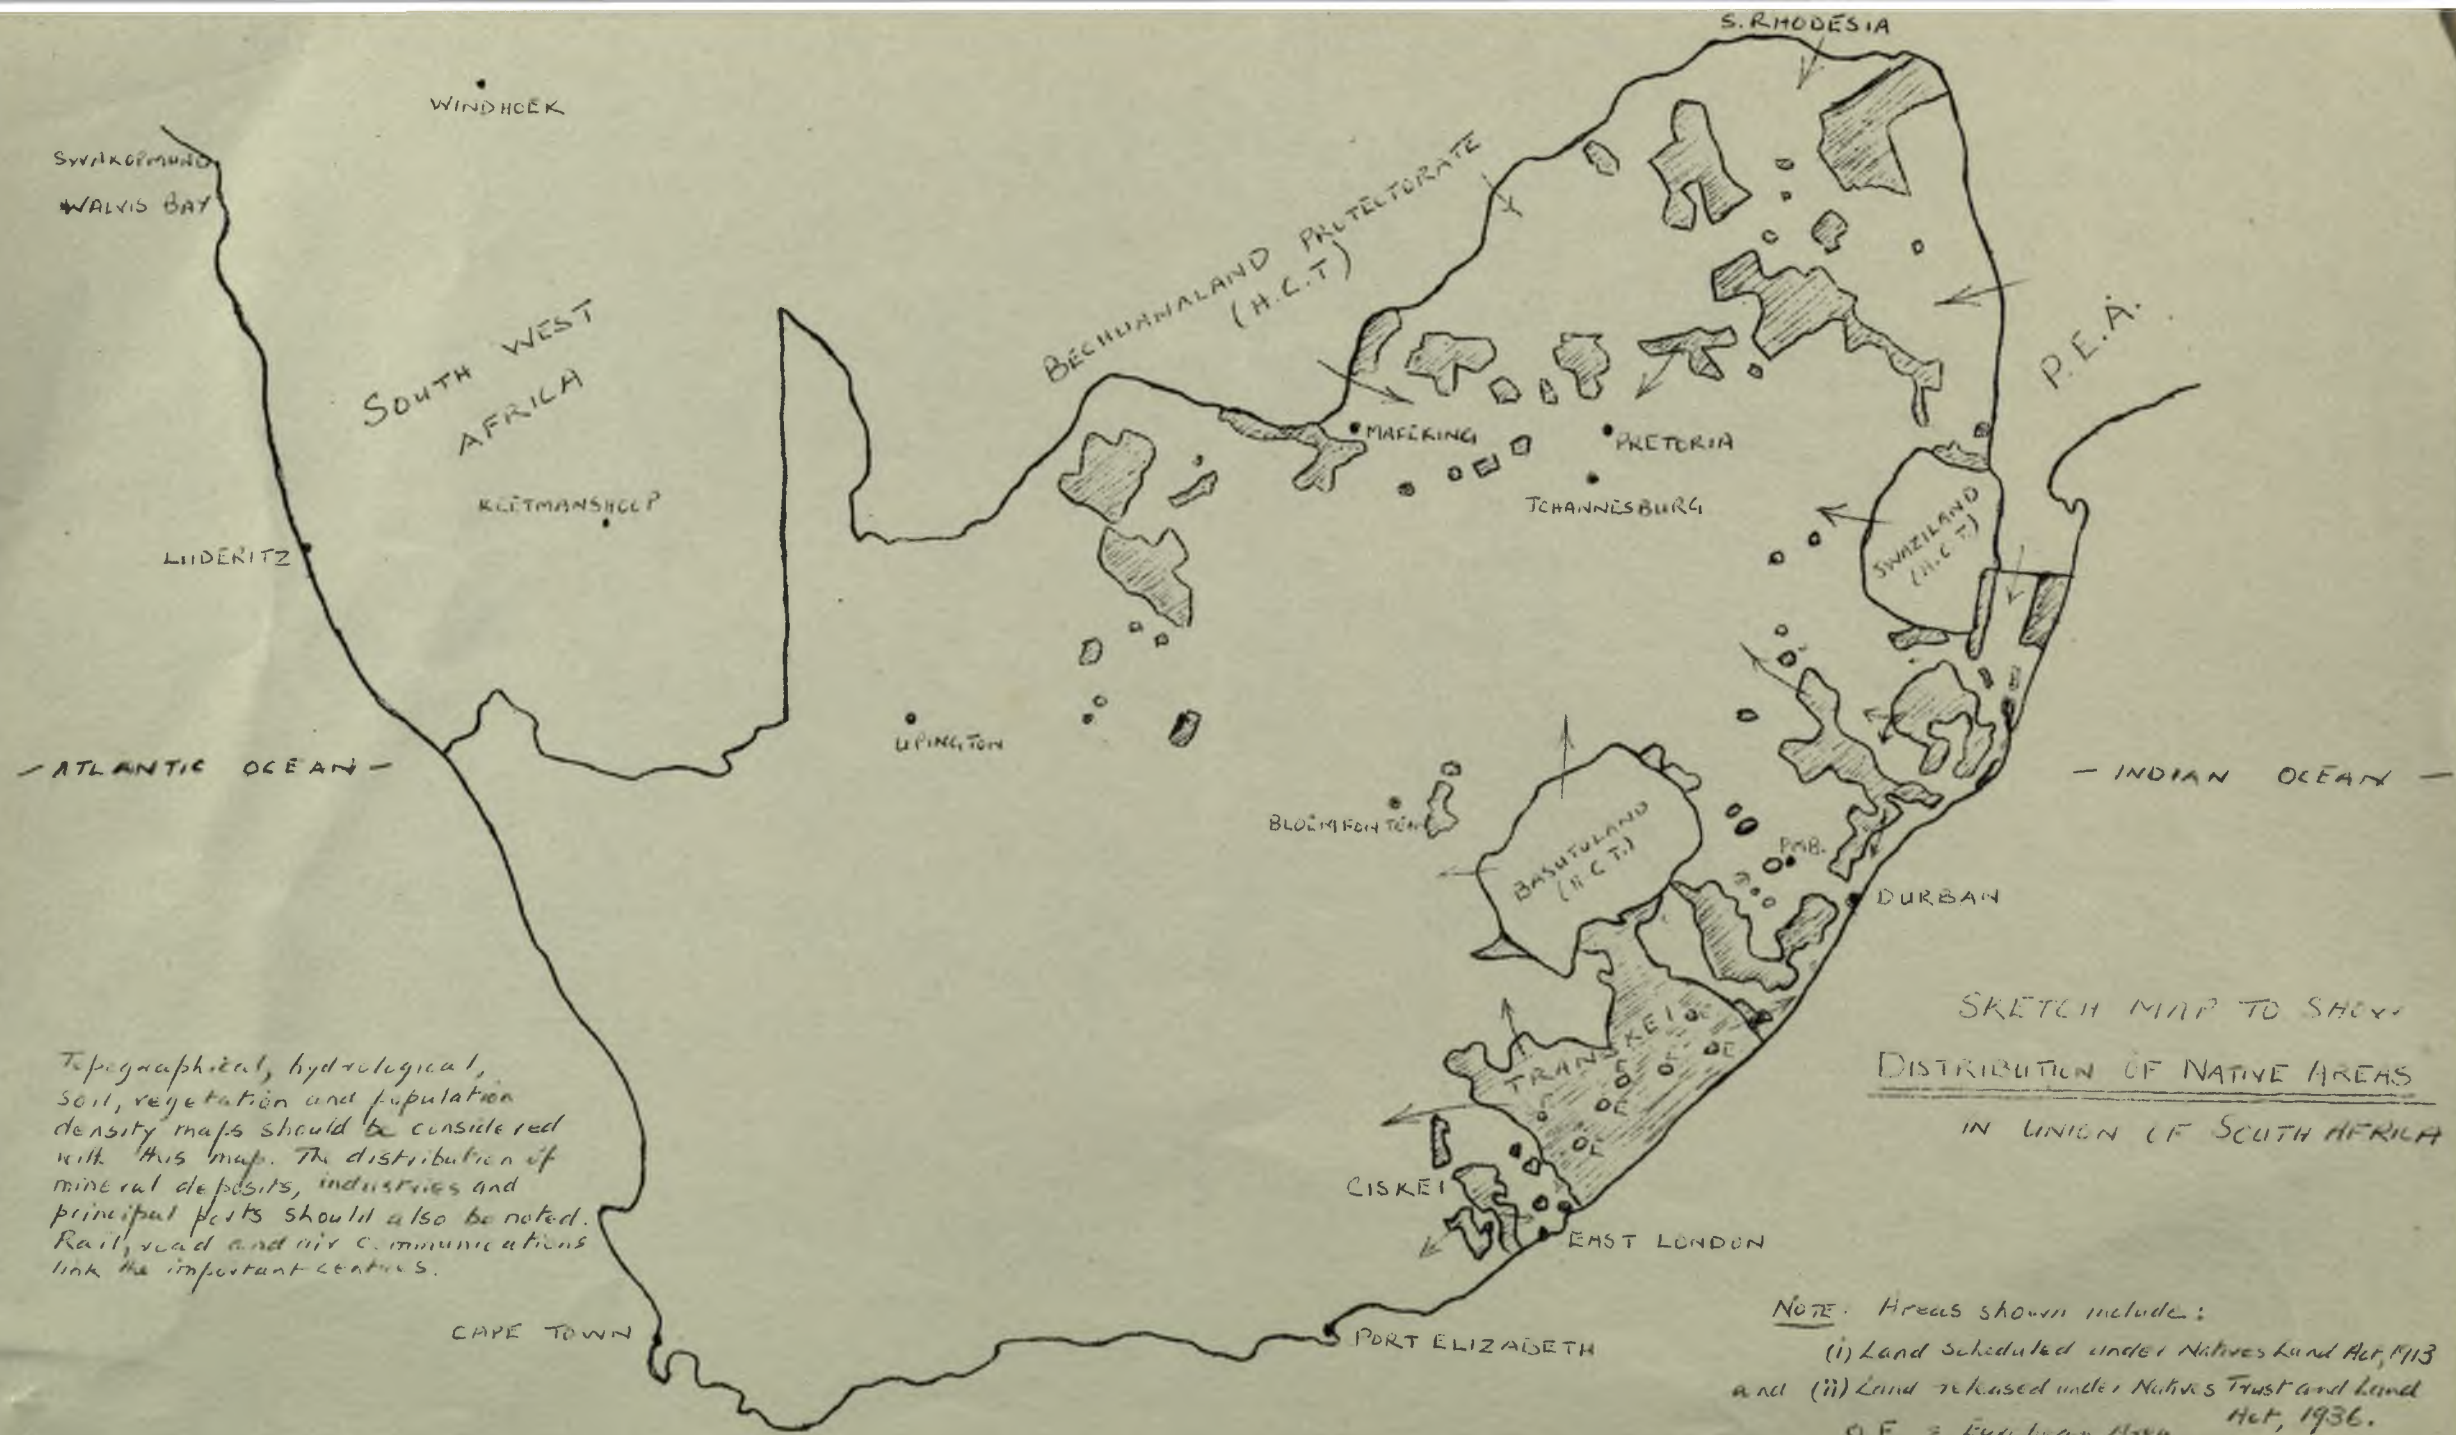 S. RHODESIA
WINDHOEK
SWAKOPMUND
WALVIS BAY
BECHUANALAND PROTECTORATE
(H.C.T)
P.E.A.
SOUTH WEST
AFRICA
MAFEKING
PRETORIA
JOHANNESBURG
KEETMANSHOOP
LÜDERITZ
SWAZILAND
(H.C.T.)
UPINGTON
— ATLANTIC OCEAN —
— INDIAN OCEAN —
BLOEMFONTEIN
BASUTULAND
(H.C.T.)
PMB.
DURBAN
SKETCH MAP TO SHOW
DISTRIBUTION OF NATIVE AREAS
IN UNION OF SOUTH AFRICA
TRANSKEI
E
E
E
E
E
E
E
CISKEI
EAST LONDON
Topographical, hydrological,
soil, vegetation and population
density maps should be considered
with this map. The distribution of
mineral deposits, industries and
principal ports should also be noted.
Rail, road and air communications
link the important centres.
CAPE TOWN
PORT ELIZABETH
NOTE. Areas shown include:
(i) Land Scheduled under Natives Land Act, 1913
and (ii) Land released under Natives Trust and Land
Act, 1936.
O E = European Area